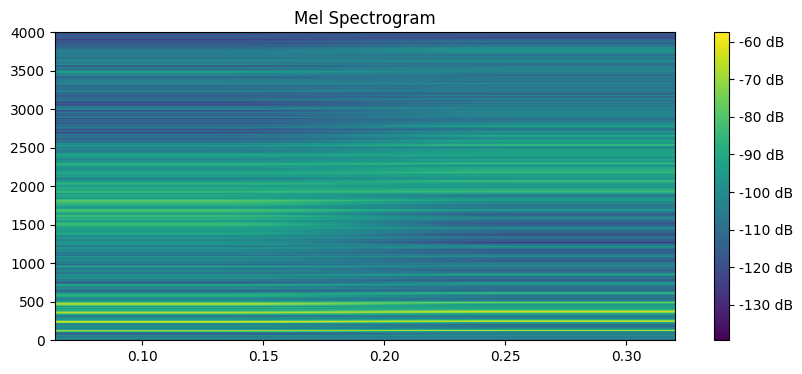 Mel Spectrogram
4000
3500
3000
2500
2000
1500
1000
500
0
0.10 0.15 0.20 0.25 0.30
-60 dB
-70 dB
-80 dB
-90 dB
-100 dB
-110 dB
-120 dB
-130 dB